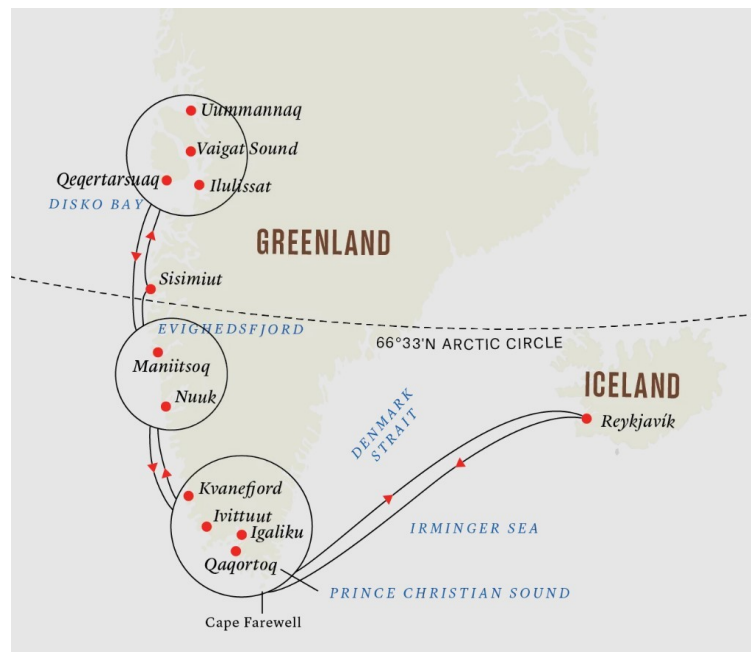 Uummannaq
Vaigat Sound
Qeqertarsuaq
Ilulissat
DISKO BAY
GREENLAND
Sisimiut
EVIGHEDSFJORD
66°33'N ARCTIC CIRCLE
Maniitsoq
Nuuk
ICELAND
Reykjavík
DENMARK
STRAIT
Kvanefjord
Ivittuut
Igaliku
IRMINGER SEA
Qaqortoq
PRINCE CHRISTIAN SOUND
Cape Farewell